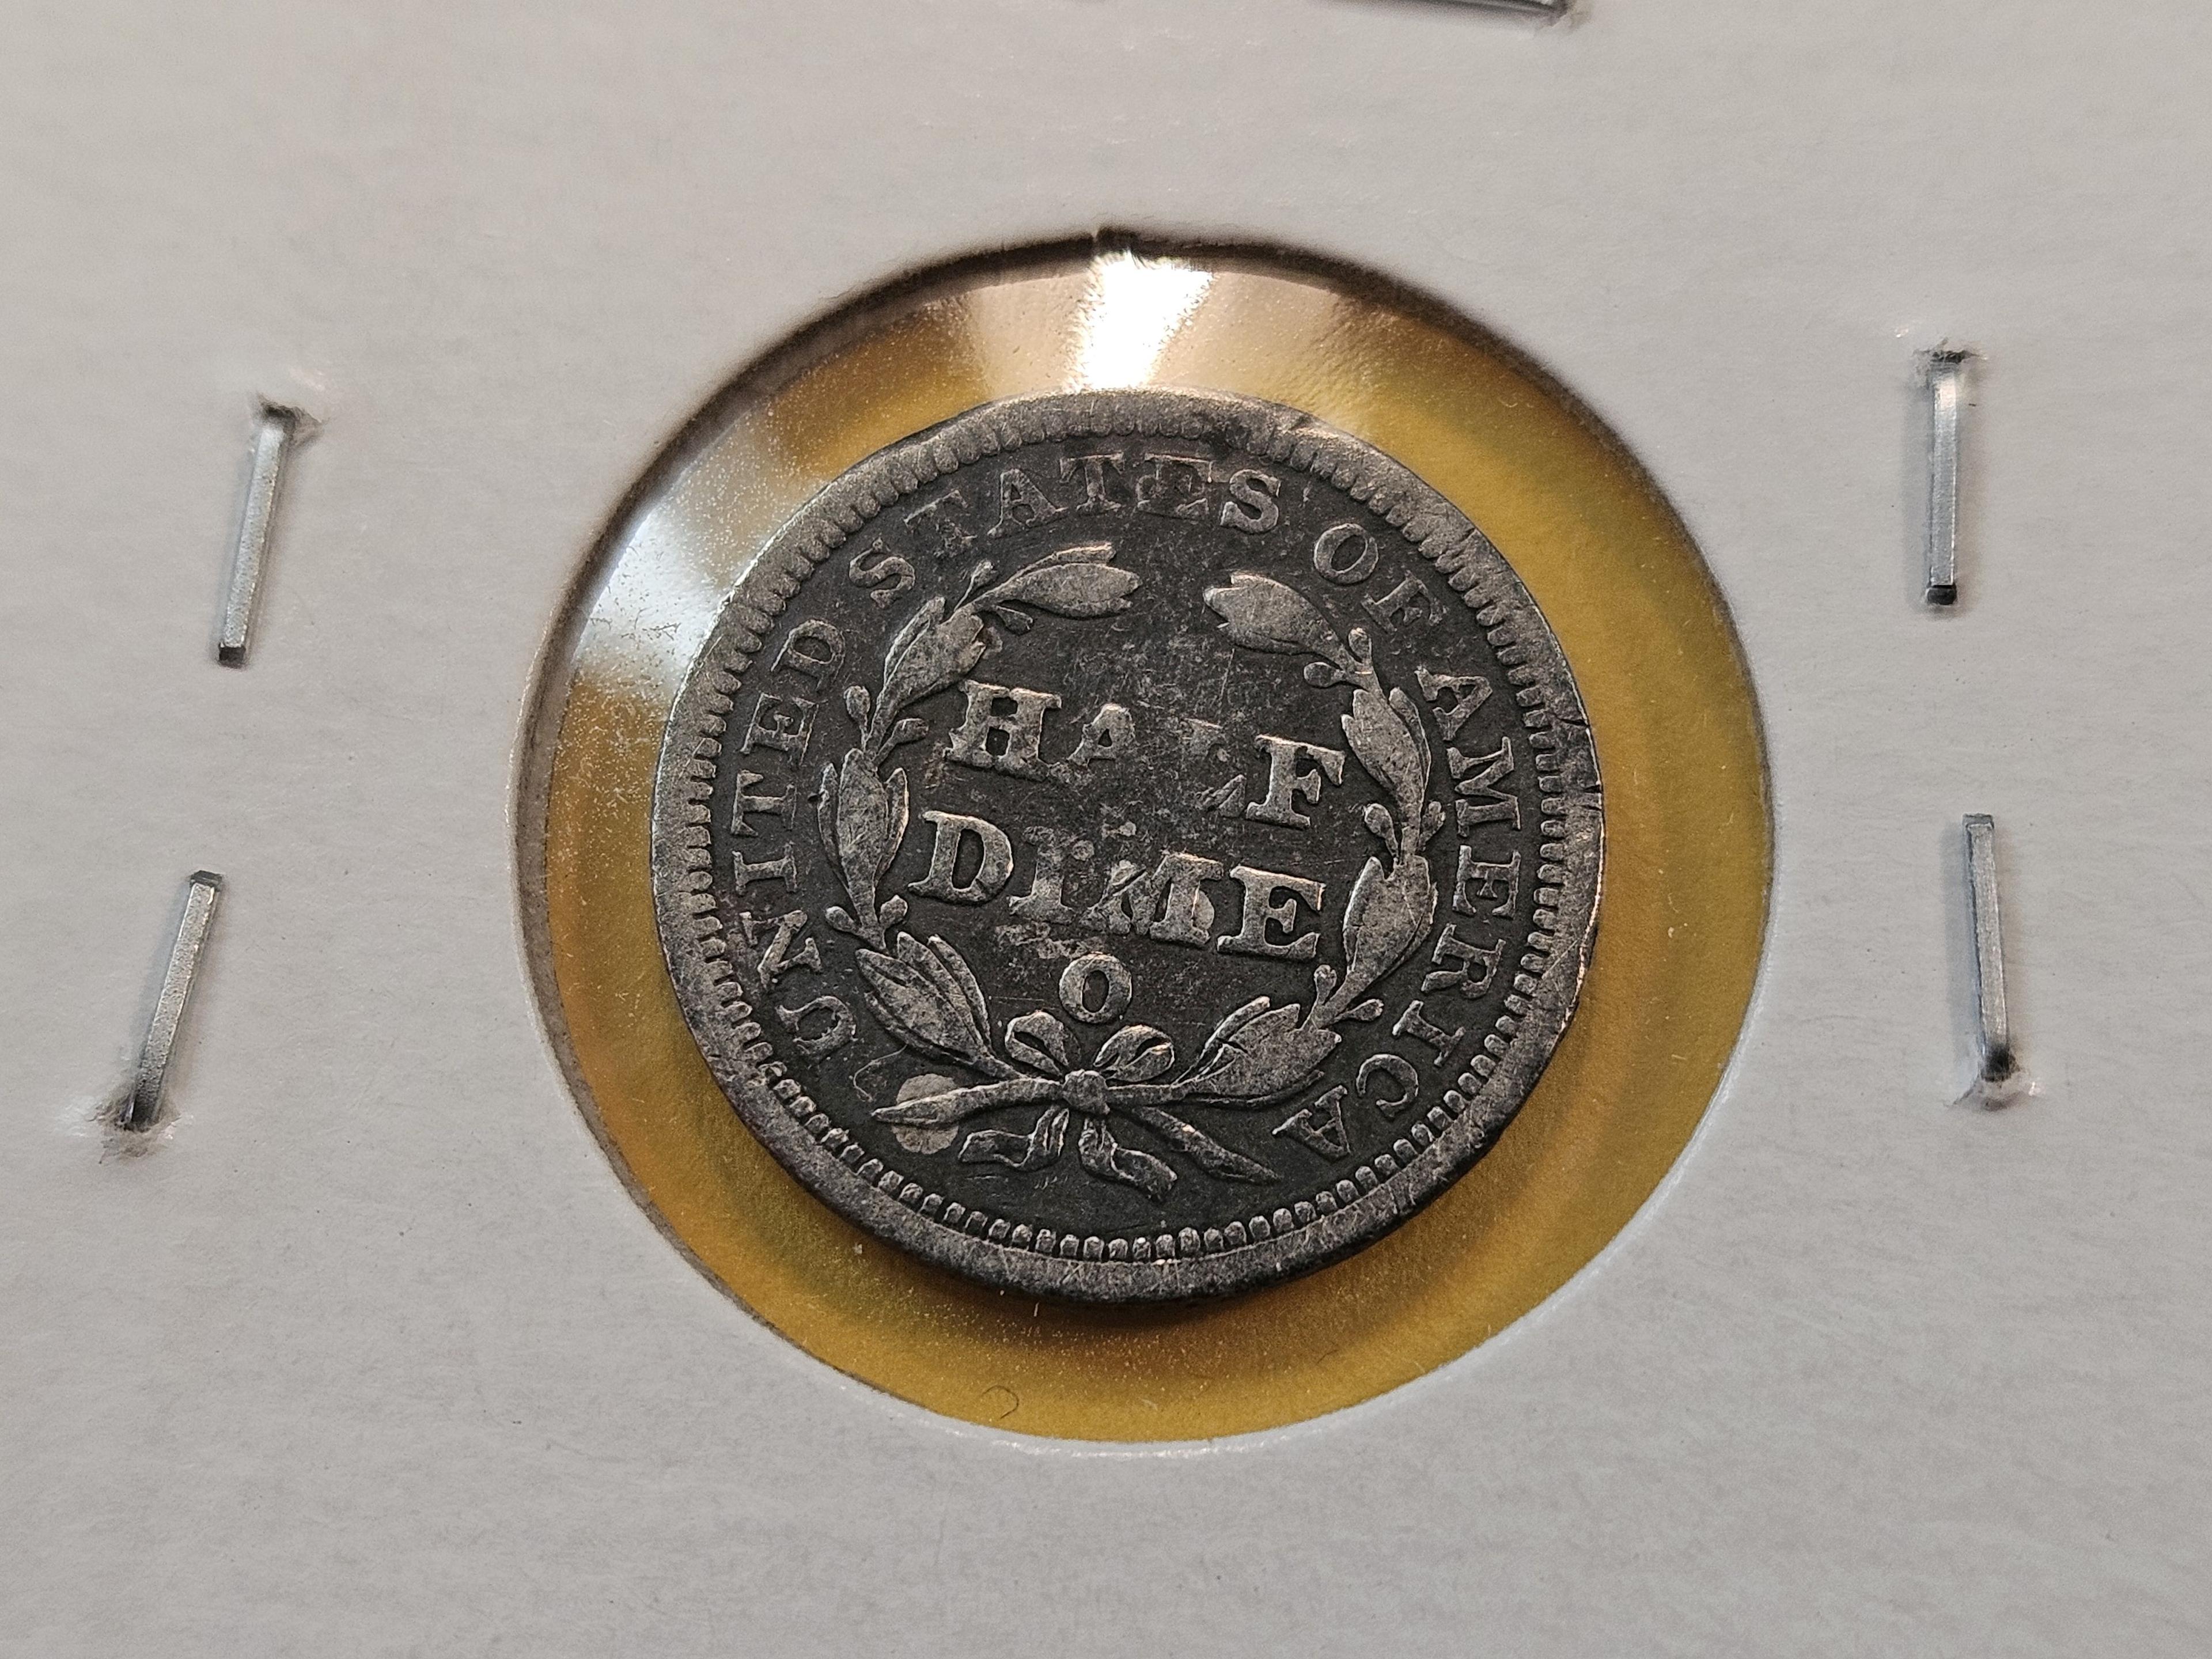 UNITED STATES OF AMERICA
HALF
DIME
O